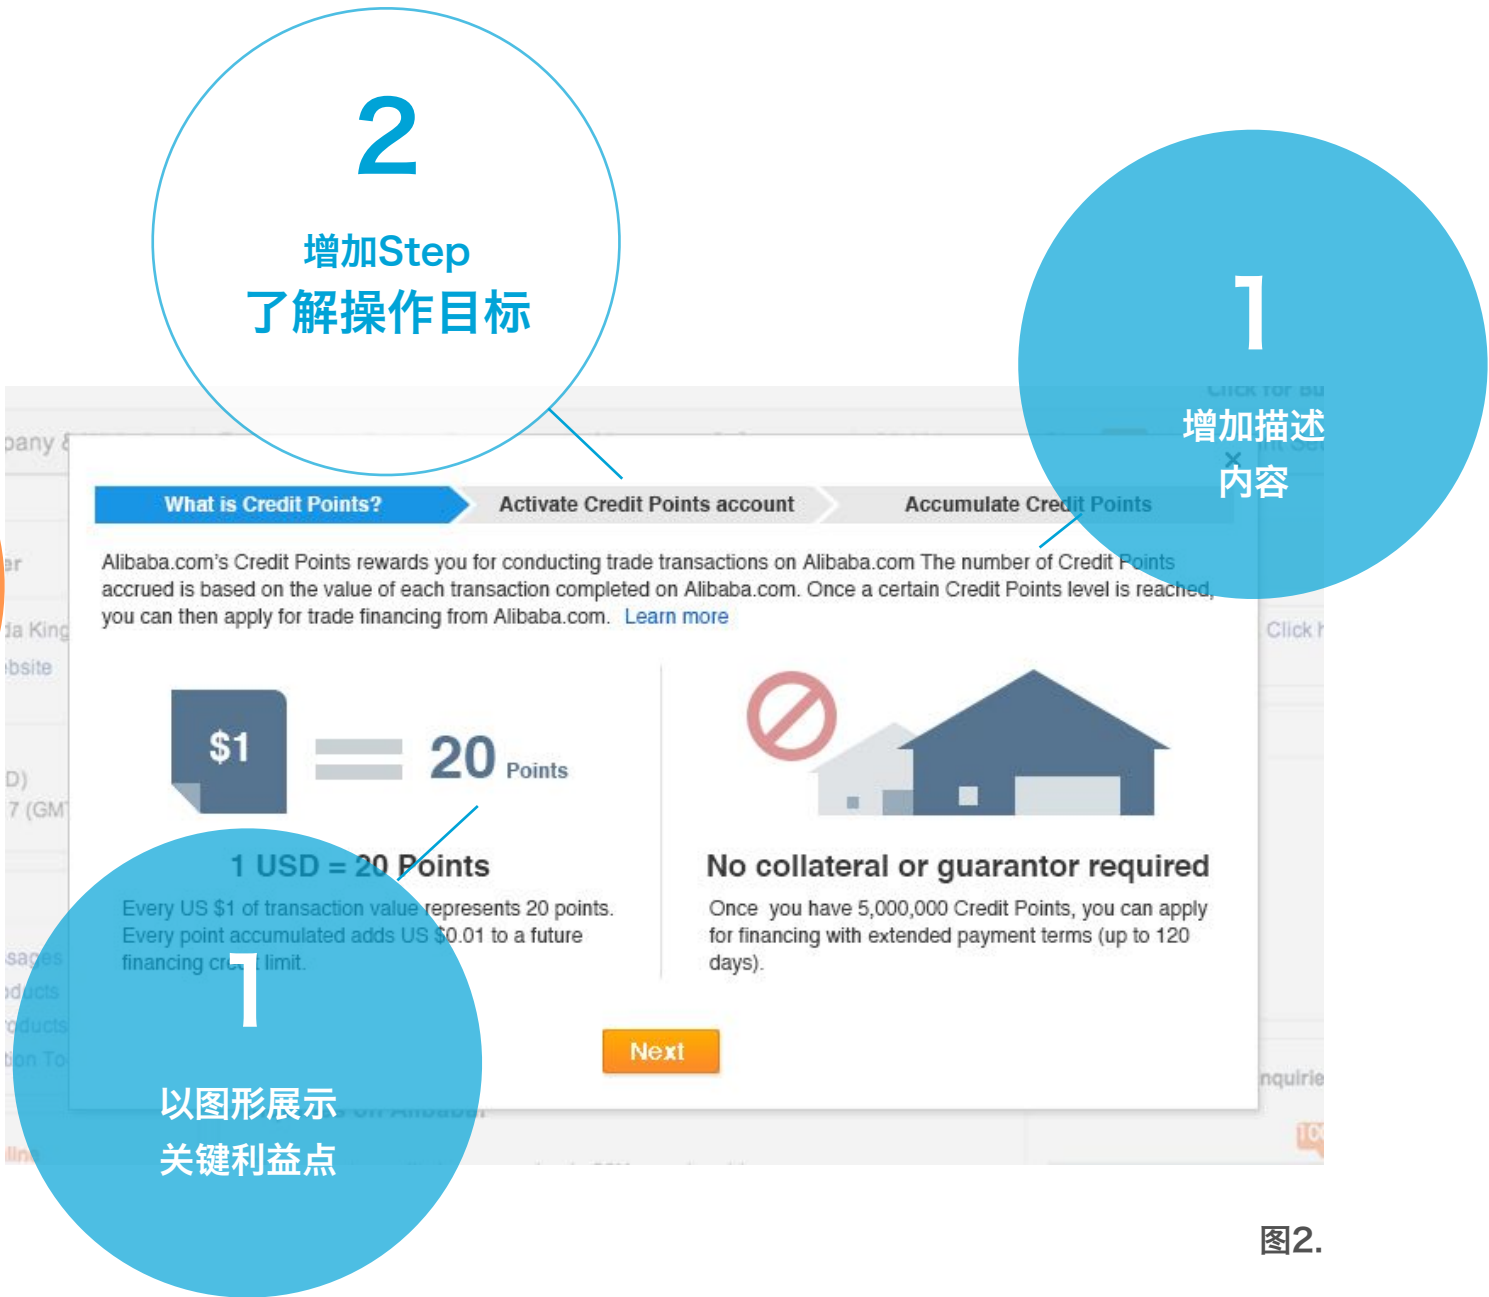 2
增加Step
了解操作目标
1
增加描述
内容
What is Credit Points?
Activate Credit Points account
Accumulate Credit Points
Alibaba.com's Credit Points rewards you for conducting trade transactions on Alibaba.com The number of Credit Points
accrued is based on the value of each transaction completed on Alibaba.com. Once a certain Credit Points level is reached,
you can then apply for trade financing from Alibaba.com. Learn more
$1
20 Points
1 USD = 20 Points
Every US $1 of transaction value represents 20 points.
Every point accumulated adds US $0.01 to a future
financing credit limit.
No collateral or guarantor required
Once you have 5,000,000 Credit Points, you can apply
for financing with extended payment terms (up to 120
days).
Next
1
以图形展示
关键利益点
Click for
Click
图2.